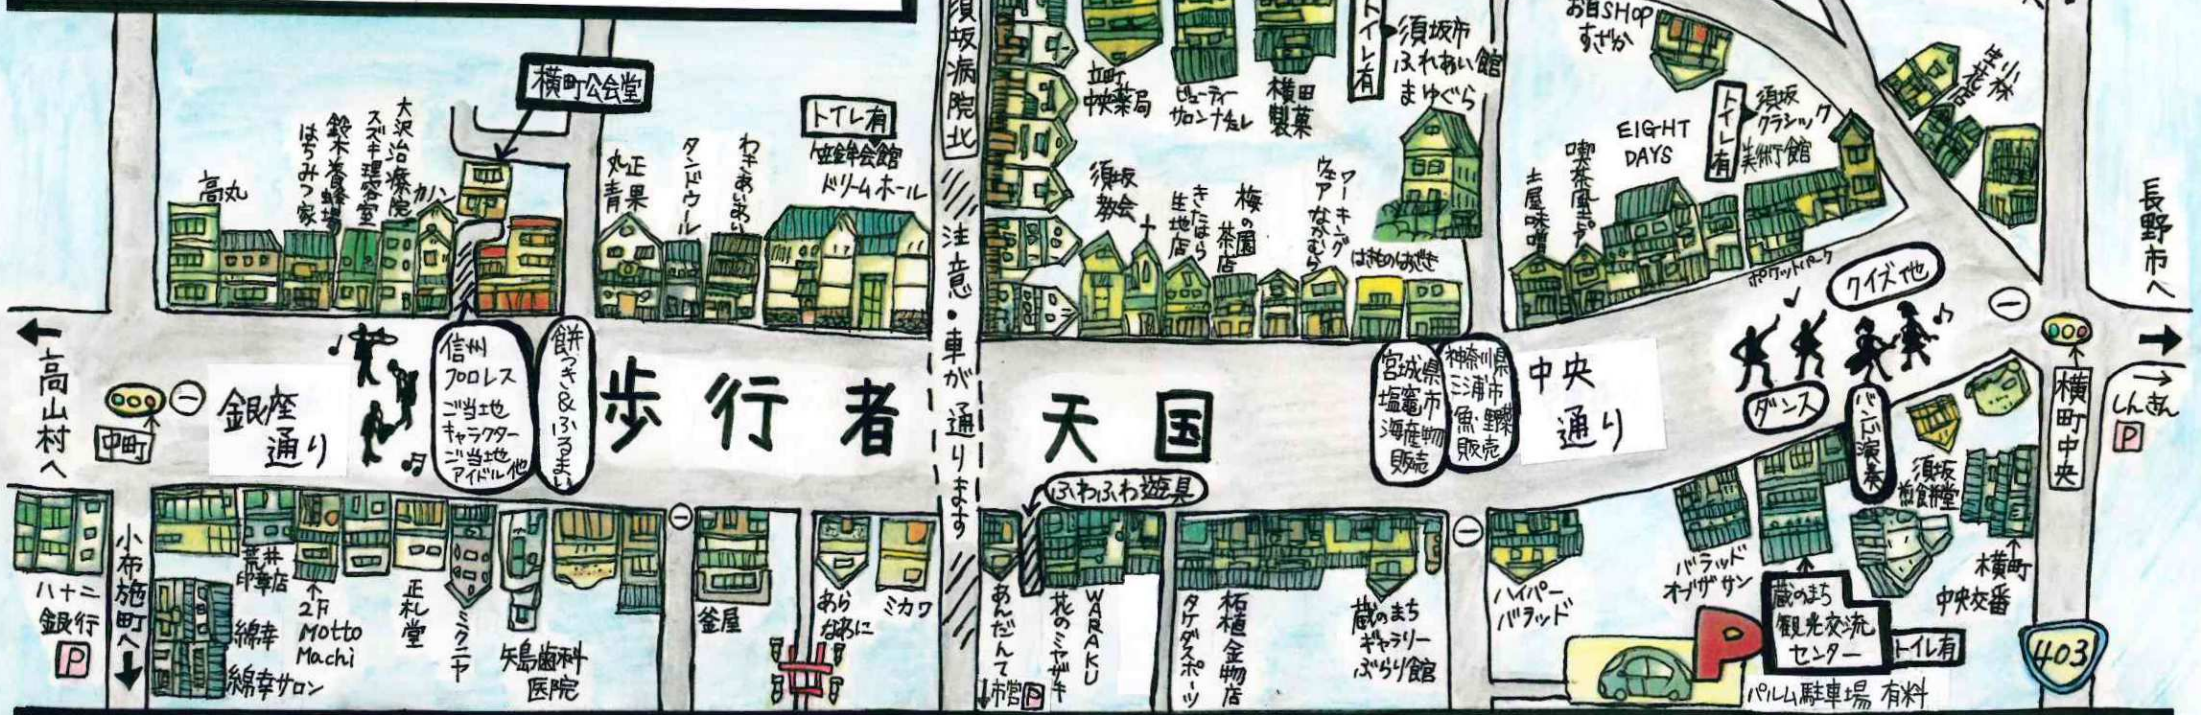 須坂病院北
注意・車が通ります
横町公会堂
トイレ有
笠鉾会館
ドリームホール
高丸
はちみつ家
鈴木養蜂場
スズキ理容室
大沢治療院
カノ
丸正
青果
タンドゥール
わきあいあい
立町
中央薬局
ビューティー
サロンナチュレ
横田
製菓
トイレ有
須坂市
ふれあい館
まゆぐら
須坂
教会
きたはら
生地店
梅の園
茶店
ワーキング
ウェアなかむら
はきものはおざき
お百SHOP
すざか
小林
生花店
EIGHT
DAYS
トイレ有
須坂
クラシック
美術館
土屋味噌
喫茶風土デア
ポケットパーク
クイズ他
長野市へ
高山村へ
中町
銀座
通り
信州
プロレス
ご当地
キャラクター
ご当地
アイドル他
餅つき&ふるまい
歩行者
天国
宮城県
塩竈市
海産物
販売
神奈川県
三浦市
魚野菜
販売
中央
通り
ダンス
バンド演奏
横町中央
しんきん
P
ふわふわ遊具
八十二
銀行
P
小布施町へ
荒井
印章店
綿幸
綿幸サロン
2F
Motto
Machi
正札堂
ミクニヤ
矢島歯科
医院
釜屋
あら
なあに
ミカワ
あんだんて
市営P
花のミヤザキ
WARAKU
タケダスポーツ
柘植金物店
蔵のまち
ギャラリー
ぶらり館
ハイパー
バラッド
バラッド
オブザサン
P
蔵のまち
観光交流
センター
トイレ有
パルム駐車場 有料
須坂
煎餅堂
横町
中央交番
403